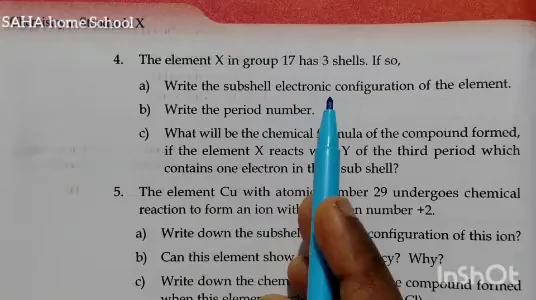 SAHA home School X
4. The element X in group 17 has 3 shells. If so,
a) Write the subshell electronic configuration of the element.
b) Write the period number.
c) What will be the chemical formula of the compound formed,
if the element X reacts Y of the third period which
contains one electron in sub shell?
5. The element Cu with atomic number 29 undergoes chemical
reaction to form an ion with number +2.
a) Write down the subshell configuration of this ion?
b) Can this element show Why?
c) Write down the compound formed
when this
InShOt